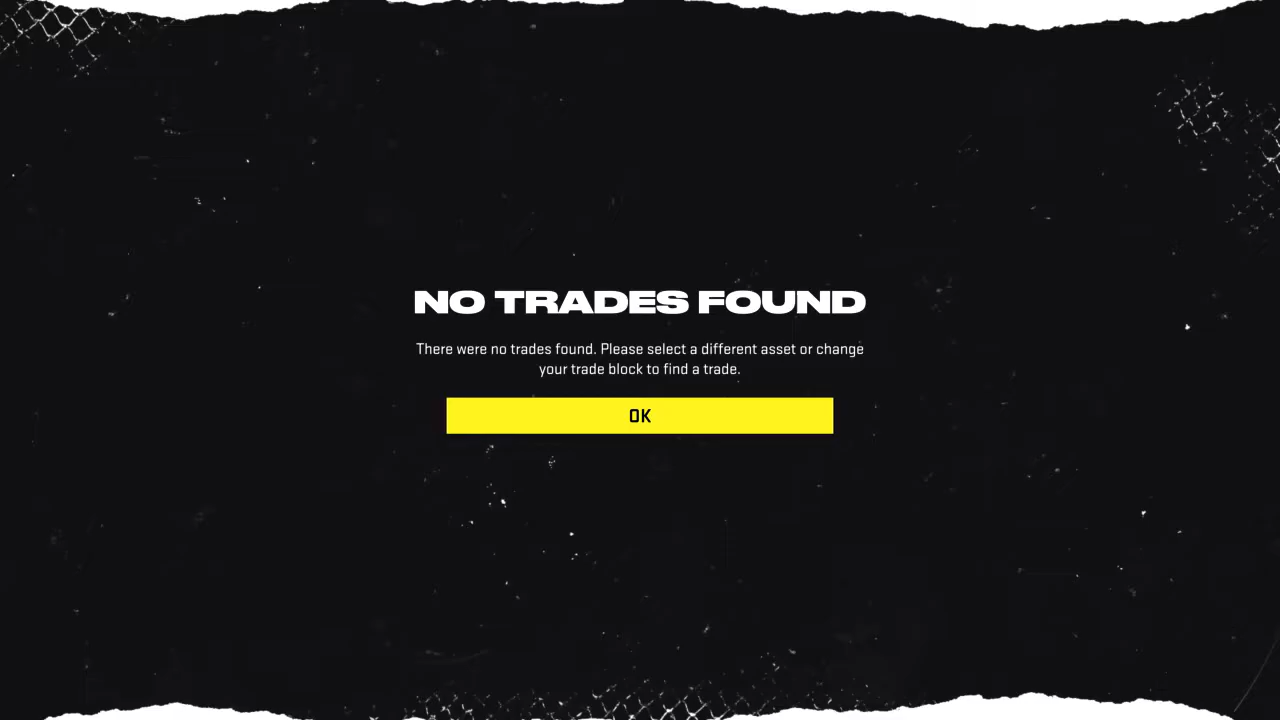 NO TRADES FOUND
There were no trades found. Please select a different asset or change
your trade block to find a trade.
OK